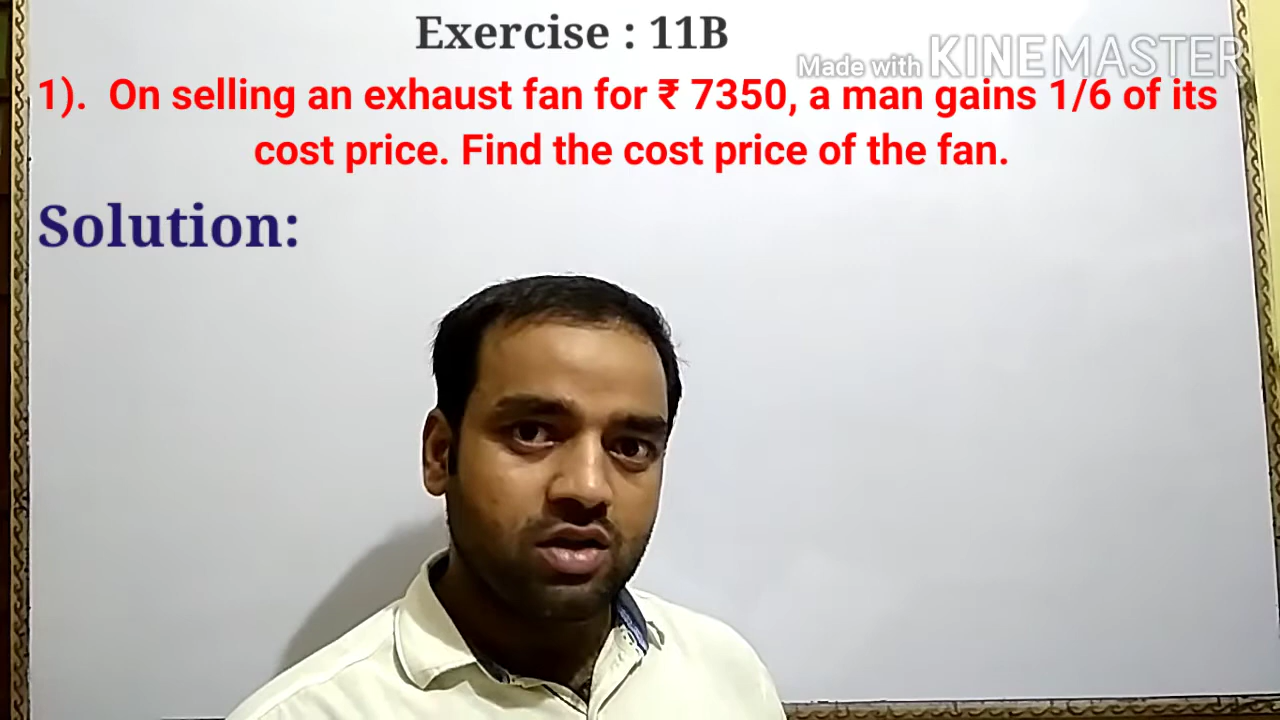 Exercise : 11B
Made with KINEMASTER
1). On selling an exhaust fan for ₹ 7350, a man gains 1/6 of its
cost price. Find the cost price of the fan.
Solution: